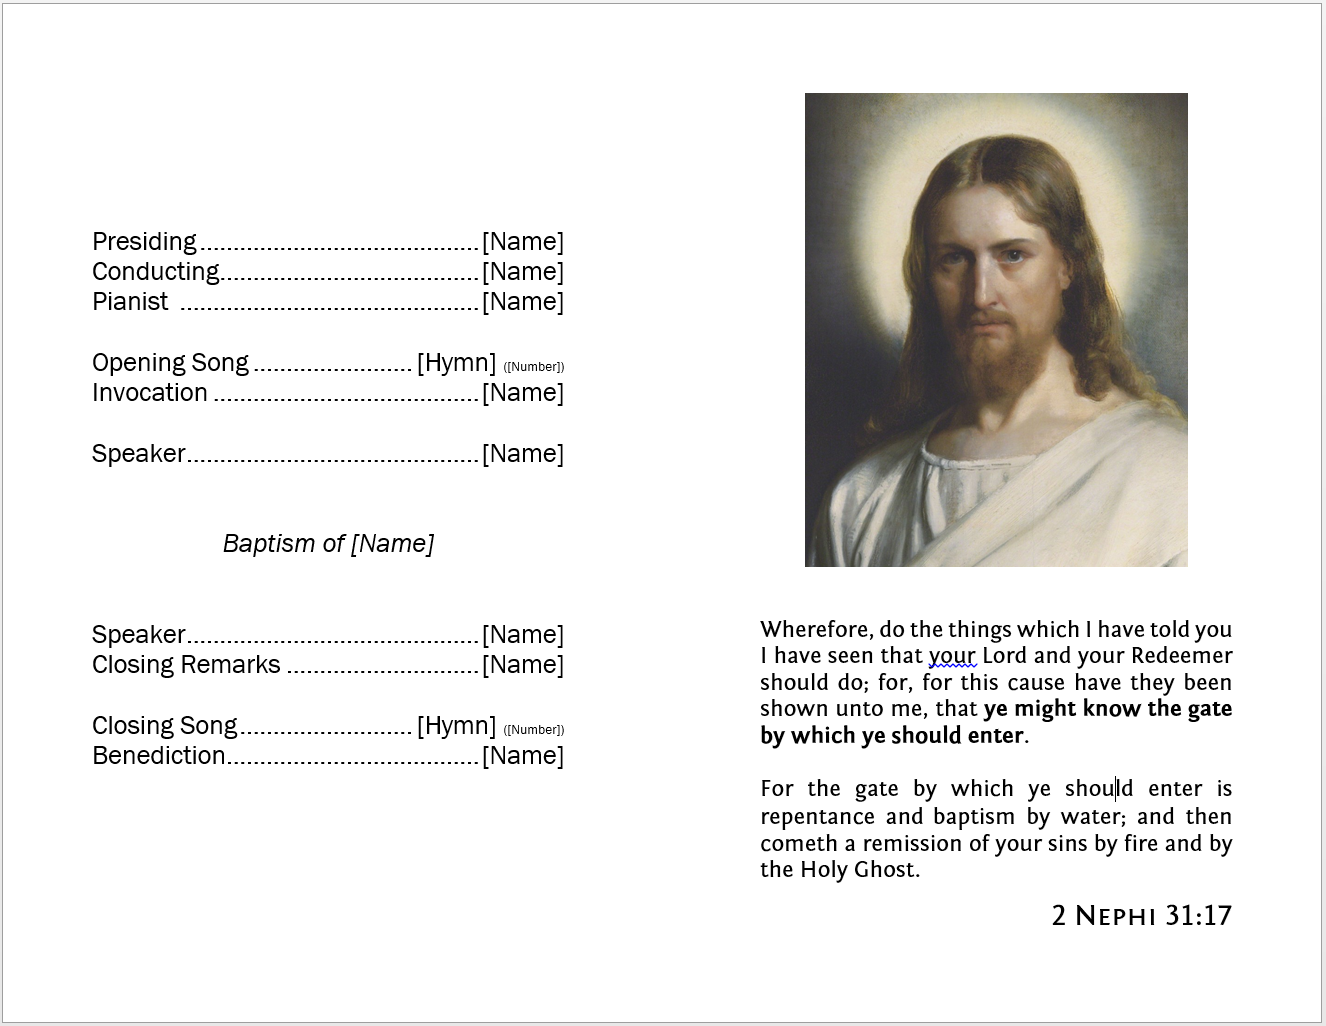 Presiding..........................................[Name]
Conducting.......................................[Name]
Pianist .............................................[Name]
Opening Song ........................ [Hymn] ([Number])
Invocation ........................................[Name]
Speaker............................................[Name]
Baptism of [Name]
Speaker............................................[Name]
Closing Remarks .............................[Name]
Closing Song.......................... [Hymn] ([Number])
Benediction......................................[Name]
Wherefore, do the things which I have told you
I have seen that your Lord and your Redeemer
should do; for, for this cause have they been
shown unto me, that ye might know the gate
by which ye should enter.
For the gate by which ye should enter is
repentance and baptism by water; and then
cometh a remission of your sins by fire and by
the Holy Ghost.
2 NEPHI 31:17